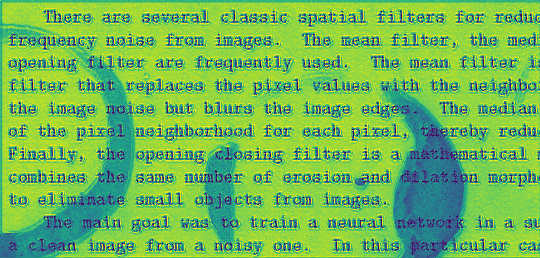 There are several classic spatial filters for reduc
frequency noise from images. The mean filter, the medi
opening filter are frequently used. The mean filter is
filter that replaces the pixel values with the neighbor
the image noise but blurs the image edges. The median
of the pixel neighborhood for each pixel, thereby reduc
Finally, the opening closing filter is a mathematical m
combines the same number of erosion and dilation morpho
to eliminate small objects from images.
The main goal was to train a neural network in a su
a clean image from a noisy one. In this particular cas